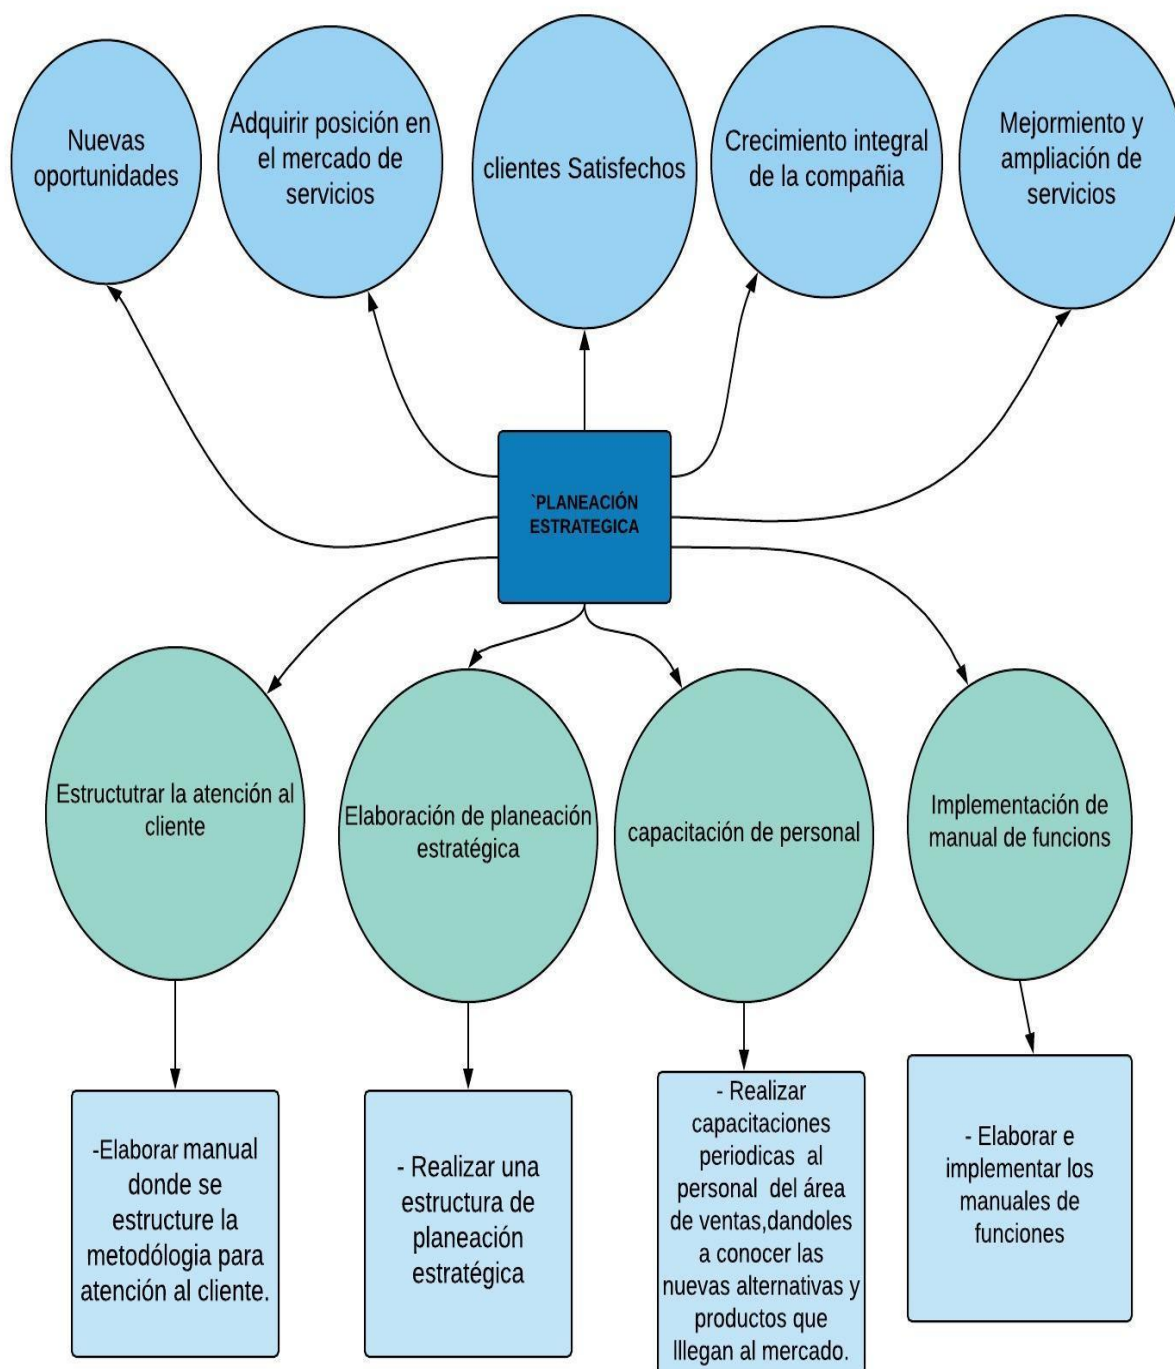 Nuevas
oportunidades
Adquirir posición en
el mercado de
servicios
clientes Satisfechos
Crecimiento integral
de la compañia
Mejormiento y
ampliación de
servicios
`PLANEACIÓN
ESTRATEGICA
Estructutrar la atención al
cliente
Elaboración de planeación
estratégica
capacitación de personal
Implementación de
manual de funcions
-Elaborar manual
donde se
estructure la
metodólogia para
atención al cliente.
- Realizar una
estructura de
planeación
estratégica
- Realizar
capacitaciones
periodicas al
personal del área
de ventas,dandoles
a conocer las
nuevas alternativas y
productos que
lllegan al mercado.
- Elaborar e
implementar los
manuales de
funciones